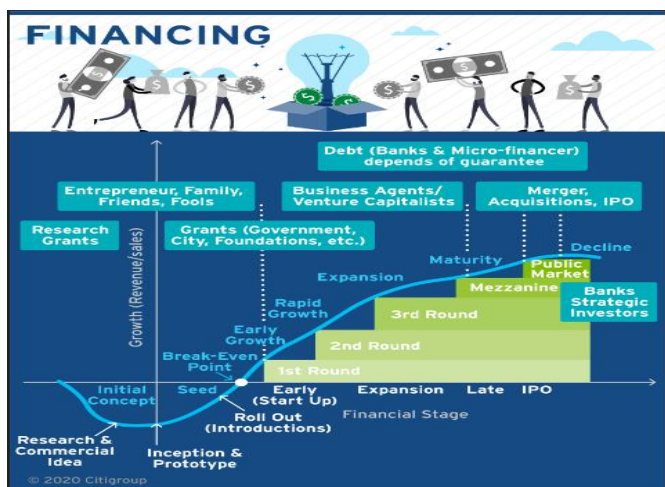 FINANCING
Debt (Banks & Micro-financer)
depends of guarantee
Entrepreneur, Family,
Friends, Fools
Business Agents/
Venture Capitalists
Merger,
Acquisitions, IPO
Research
Grants
Grants (Government,
City, Foundations, etc.)
Growth (Revenue/sales)
Decline
Maturity
Public
Market
Expansion
Mezzanine
Banks
Strategic
Investors
Rapid
Growth
3rd Round
Early
Growth
2nd Round
Break-Even
Point
1st Round
Initial
Concept
Seed
Early
(Start Up)
Expansion
Late
IPO
Roll Out
(Introductions)
Financial Stage
Research &
Commercial
Idea
Inception &
Prototype
© 2020 Citigroup